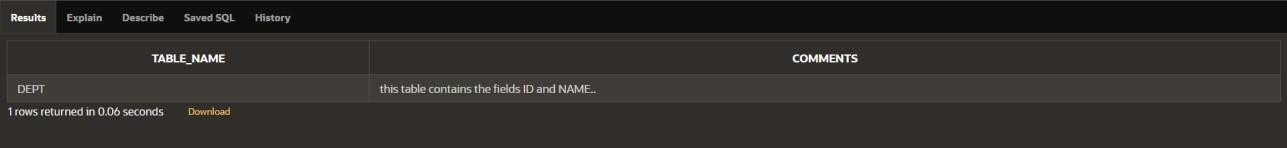 Results Explain Describe Saved SQL History
TABLE_NAME COMMENTS
DEPT this table contains the fields ID and NAME..
1 rows returned in 0.06 seconds Download